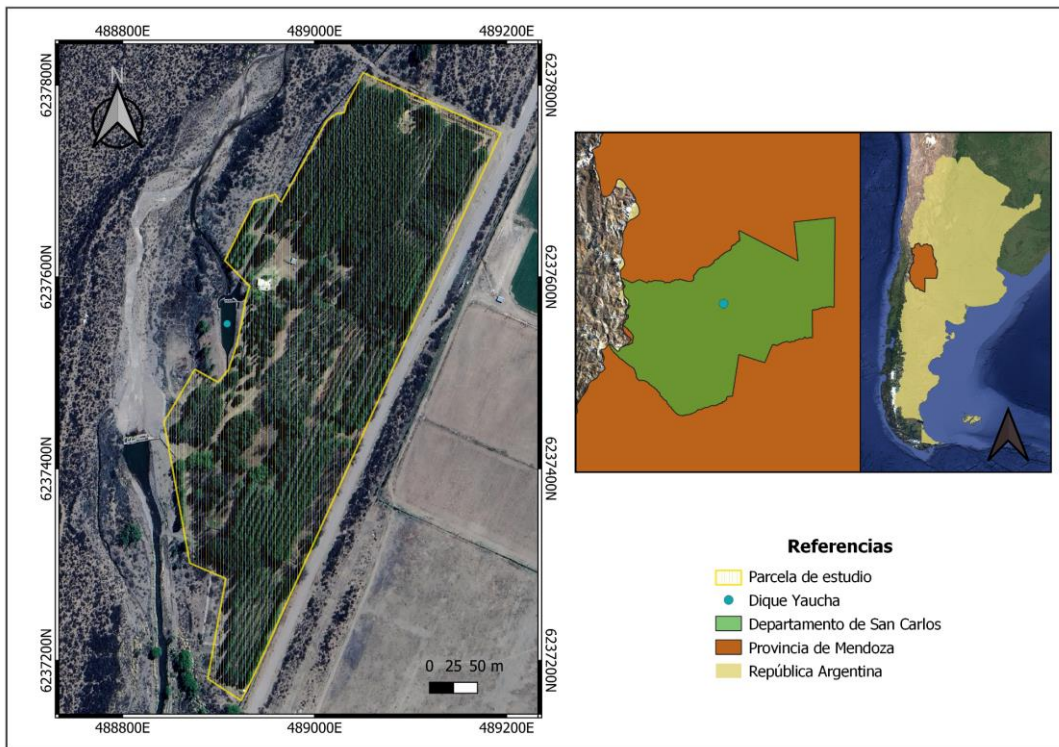 488800E 489000E 489200E
6237800N 6237800N
N
6237600N 6237600N
6237400N 6237400N
6237200N 6237200N
0 25 50 m
488800E 489000E 489200E
Referencias
Parcela de estudio
Dique Yaucha
Departamento de San Carlos
Provincia de Mendoza
República Argentina